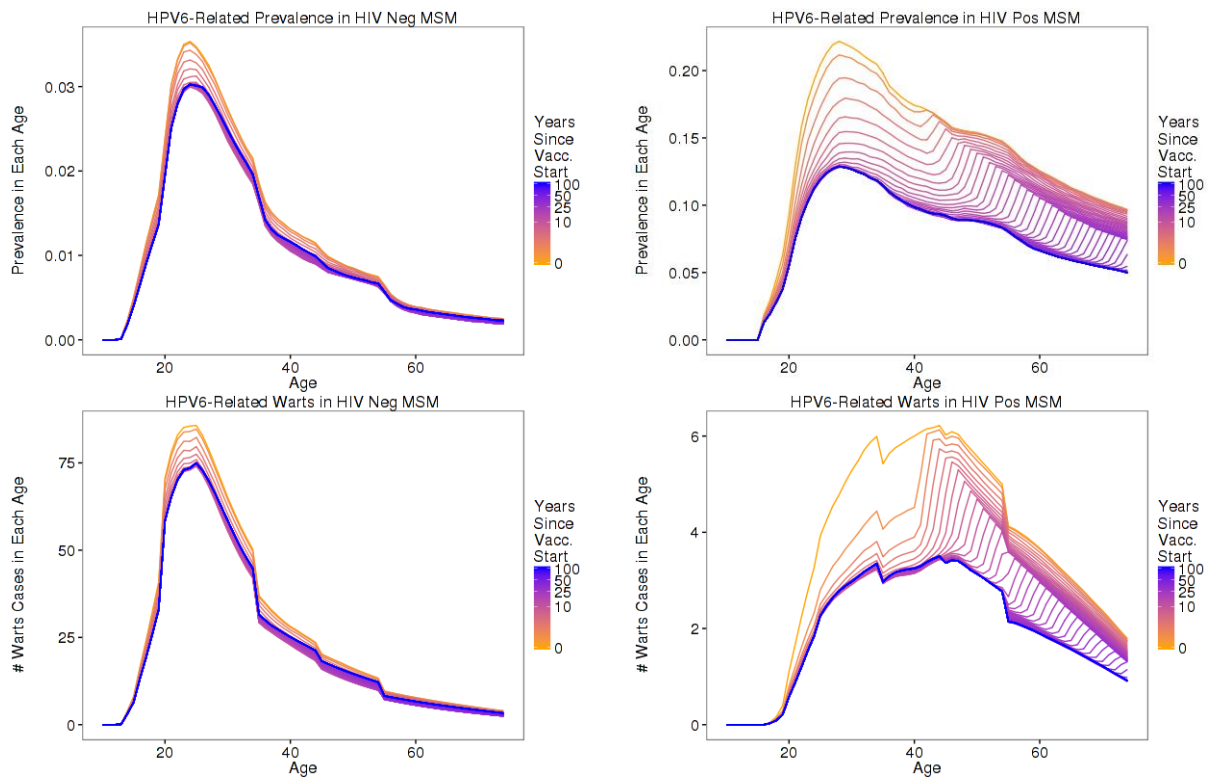 HPV6-Related Prevalence in HIV Neg MSM
Prevalence in Each Age
0.03
0.02
0.01
0.00
20
40
60
Age
Years
Since
Vacc.
Start
100
50
25
10
0
HPV6-Related Prevalence in HIV Pos MSM
Prevalence in Each Age
0.20
0.15
0.10
0.05
0.00
20
40
60
Age
Years
Since
Vacc.
Start
100
50
25
10
0
HPV6-Related Warts in HIV Neg MSM
# Warts Cases in Each Age
75
50
25
0
20
40
60
Age
Years
Since
Vacc.
Start
100
50
25
10
0
HPV6-Related Warts in HIV Pos MSM
# Warts Cases in Each Age
6
4
2
0
20
40
60
Age
Years
Since
Vacc.
Start
100
50
25
10
0